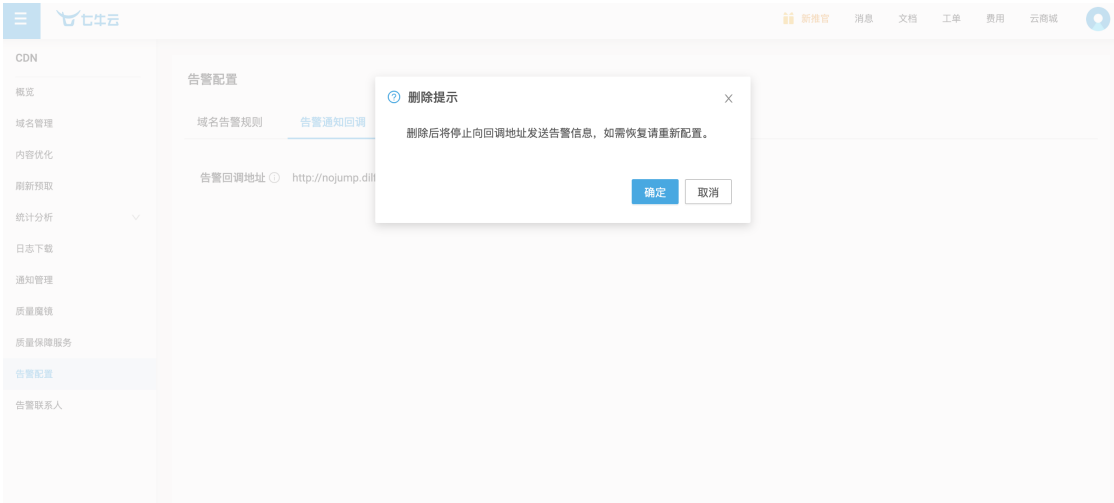 七牛云
新推官
消息
文档
工单
费用
云商城
CDN
概览
域名管理
内容优化
刷新预取
统计分析
日志下载
通知管理
质量魔镜
质量保障服务
告警配置
告警联系人
告警配置
域名告警规则
告警通知回调
告警回调地址
http://nojump.dil
删除提示
删除后将停止向回调地址发送告警信息，如需恢复请重新配置。
确定
取消